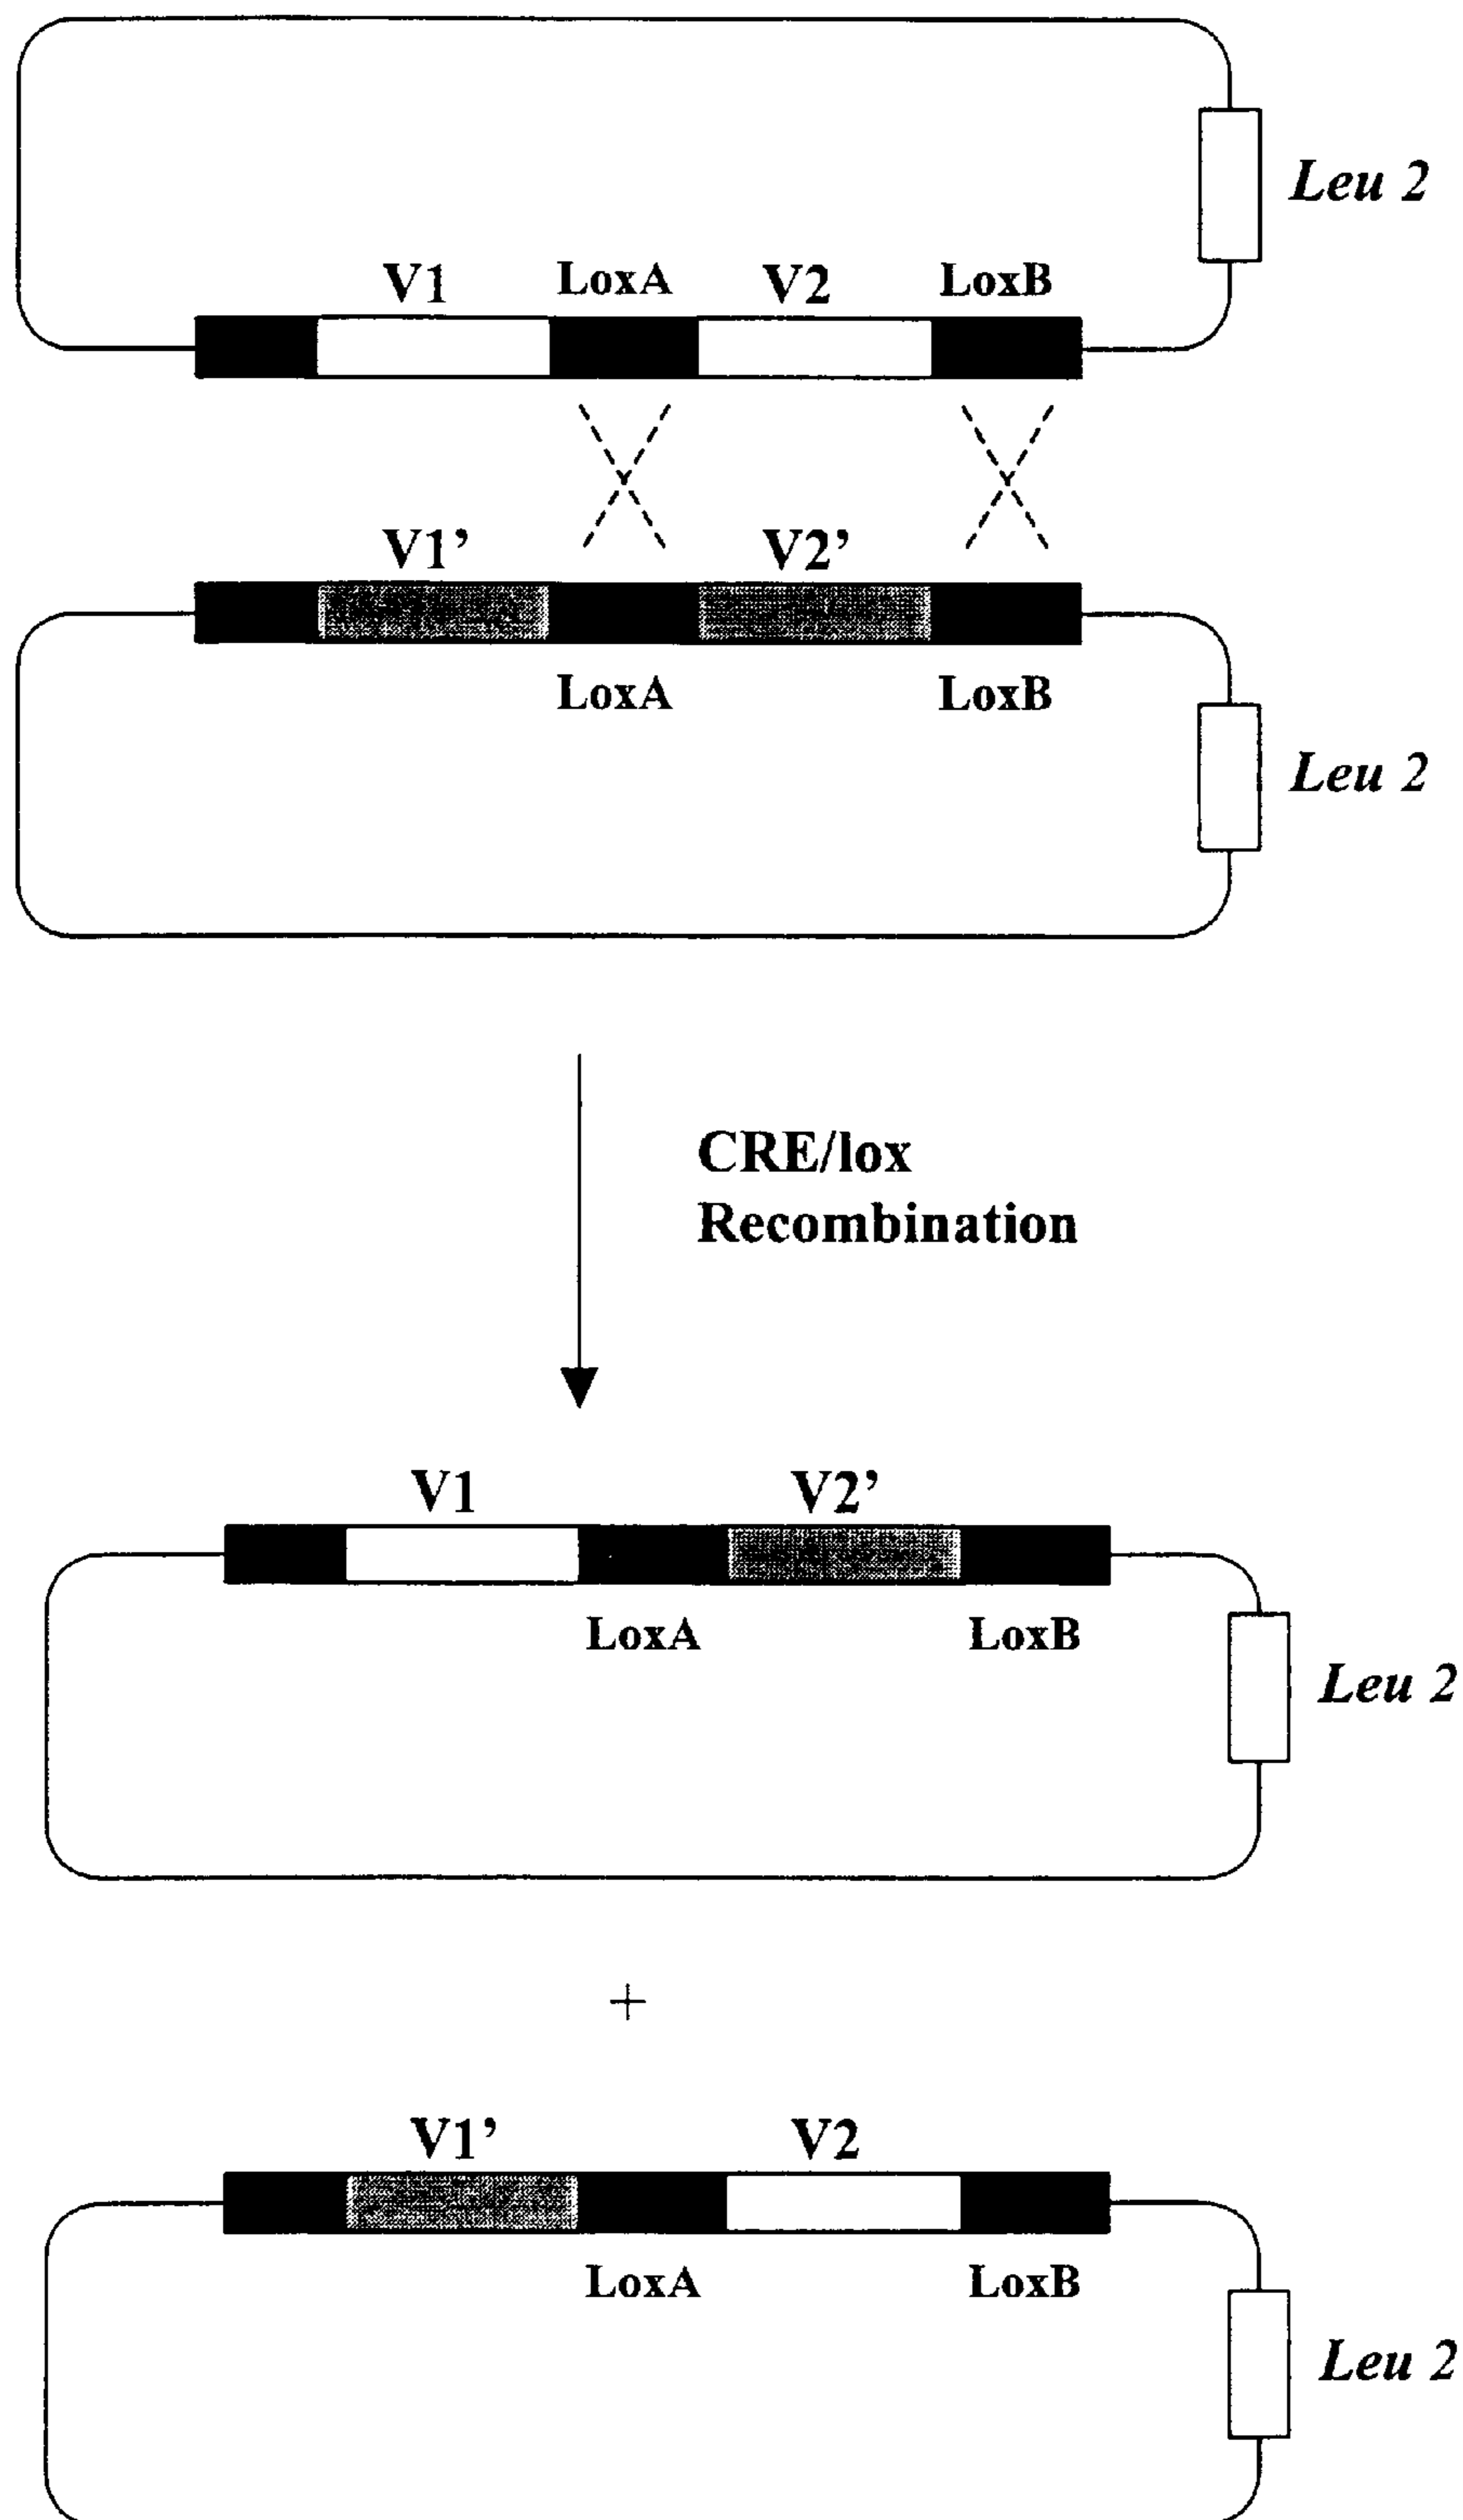 Leu 2
V1 LoxA V2 LoxB
V1’ V2’
LoxA LoxB
Leu 2
CRE/lox
Recombination
V1 V2’
LoxA LoxB
Leu 2
+
V1’ V2
LoxA LoxB
Leu 2